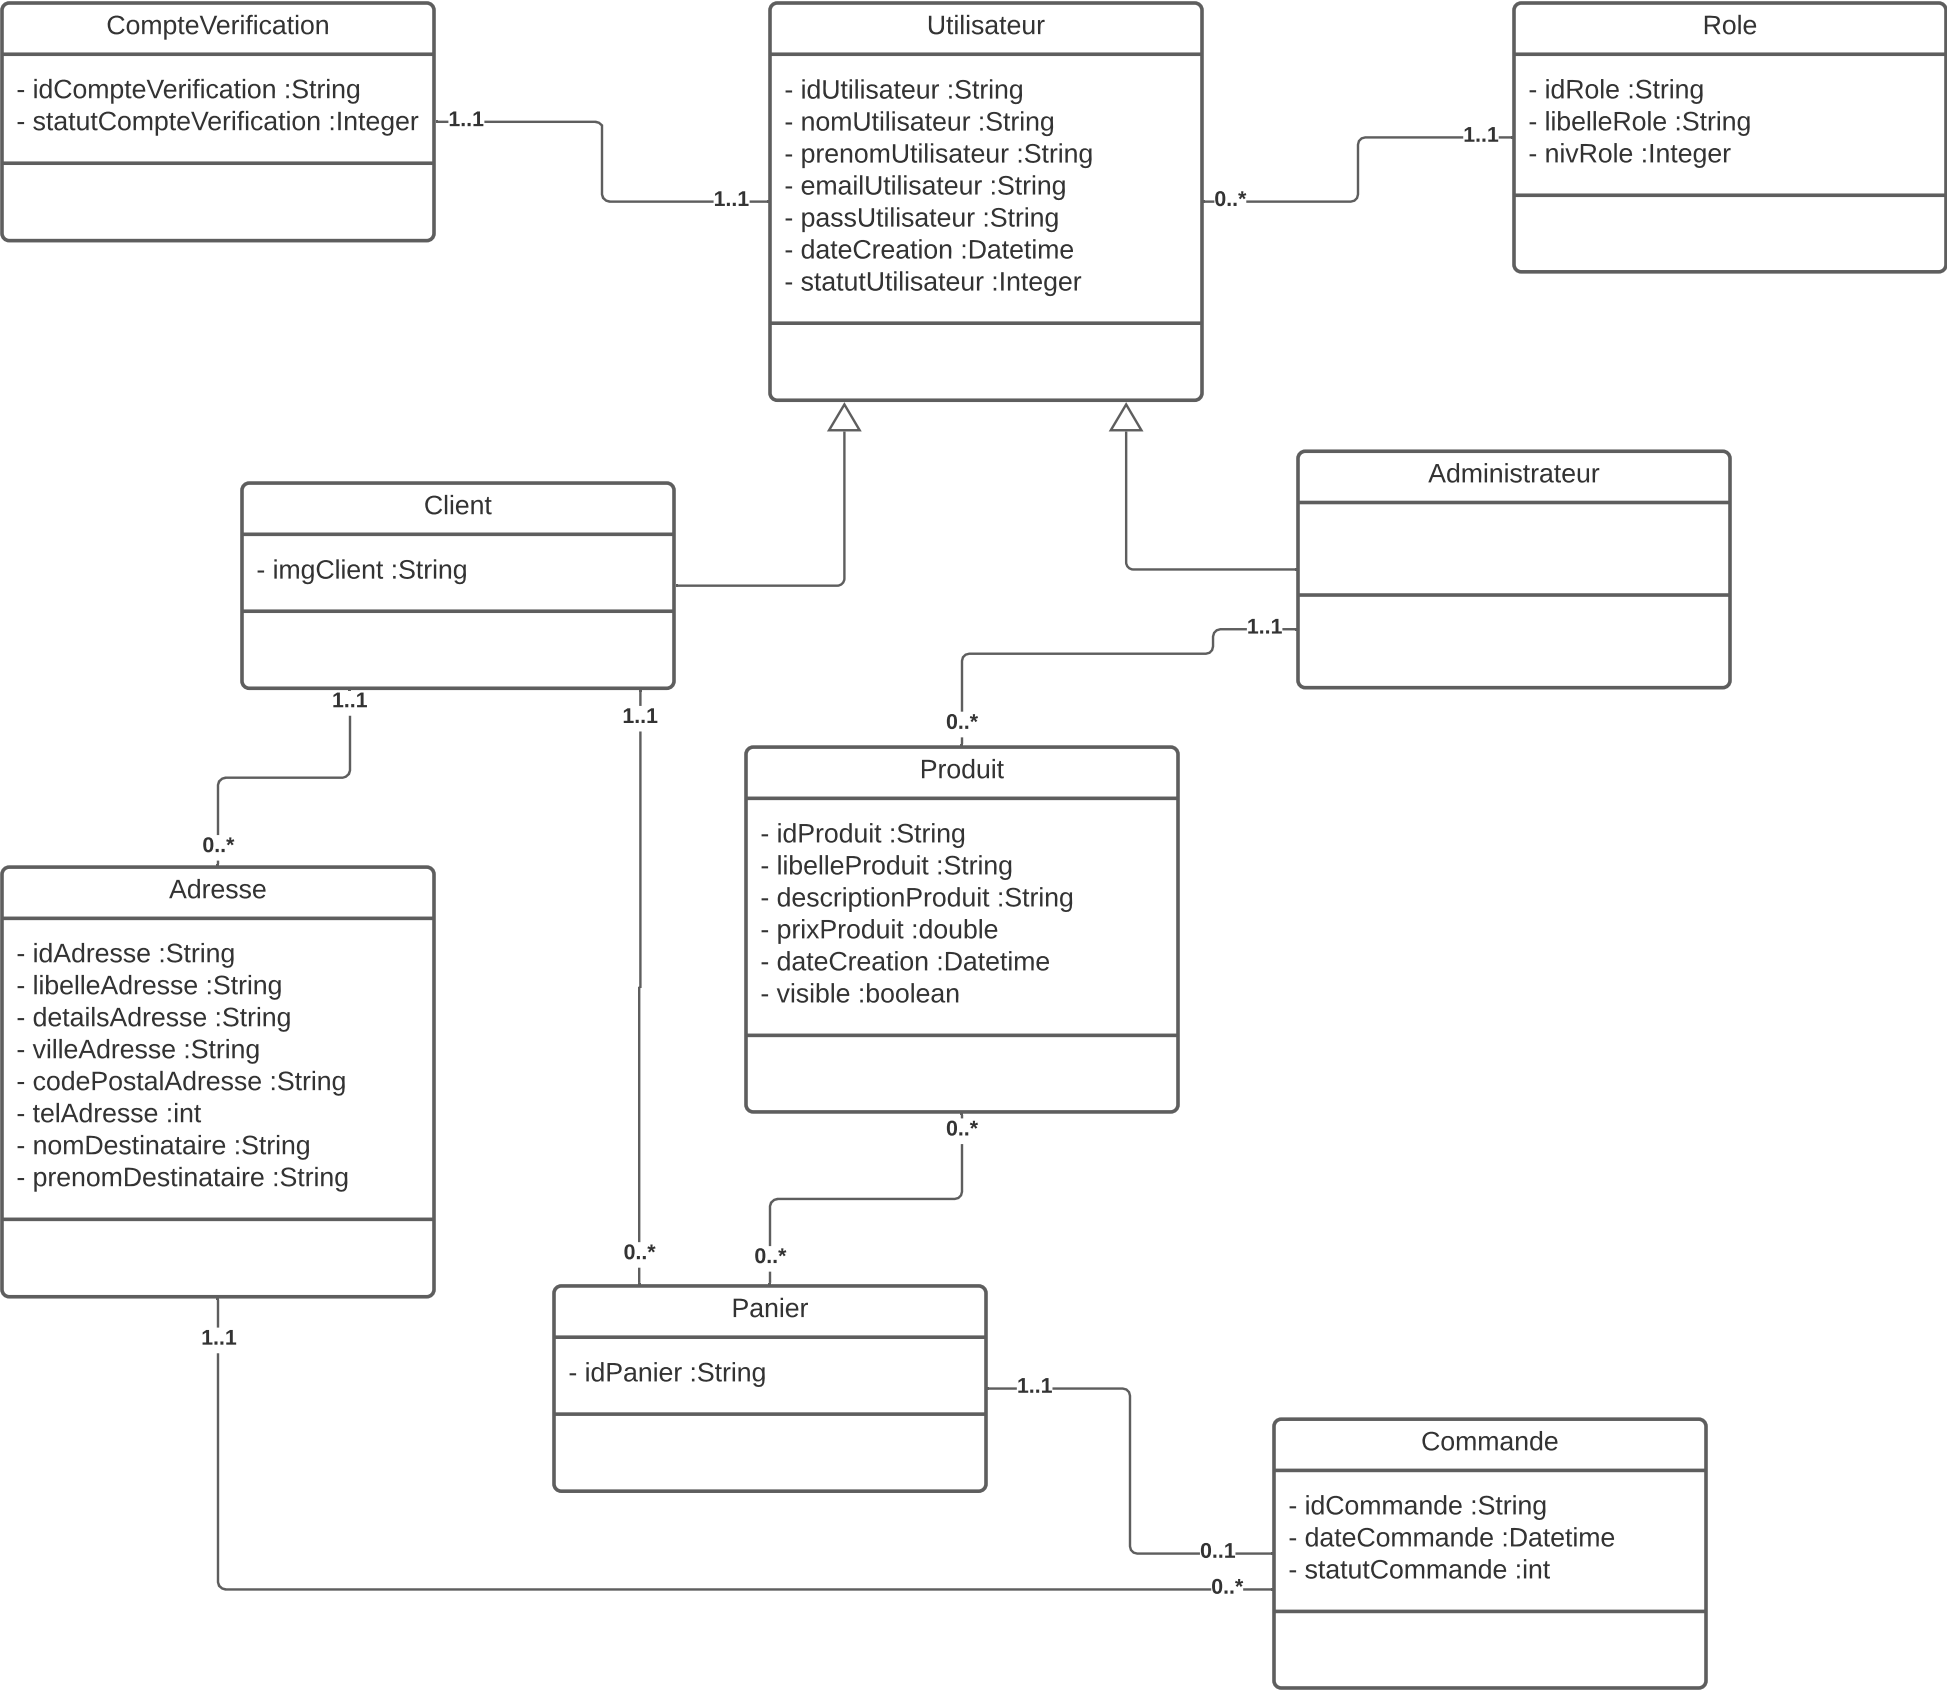 CompteVerification
- idCompteVerification :String
- statutCompteVerification :Integer
1..1
1..1
Utilisateur
- idUtilisateur :String
- nomUtilisateur :String
- prenomUtilisateur :String
- emailUtilisateur :String
- passUtilisateur :String
- dateCreation :Datetime
- statutUtilisateur :Integer
0..*
1..1
Role
- idRole :String
- libelleRole :String
- nivRole :Integer
Client
- imgClient :String
Administrateur
1..1
1..1
1..1
0..*
0..*
Produit
- idProduit :String
- libelleProduit :String
- descriptionProduit :String
- prixProduit :double
- dateCreation :Datetime
- visible :boolean
Adresse
- idAdresse :String
- libelleAdresse :String
- detailsAdresse :String
- villeAdresse :String
- codePostalAdresse :String
- telAdresse :int
- nomDestinataire :String
- prenomDestinataire :String
0..*
0..*
0..*
1..1
Panier
- idPanier :String
1..1
0..1
0..*
Commande
- idCommande :String
- dateCommande :Datetime
- statutCommande :int